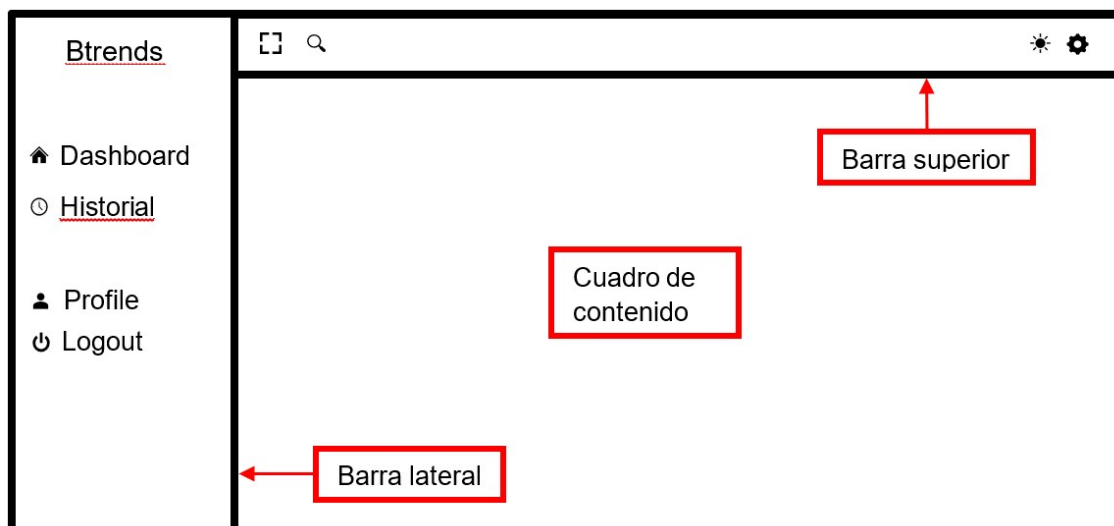 Btrends
Dashboard
Historial
Profile
Logout
Barra superior
Cuadro de
contenido
Barra lateral